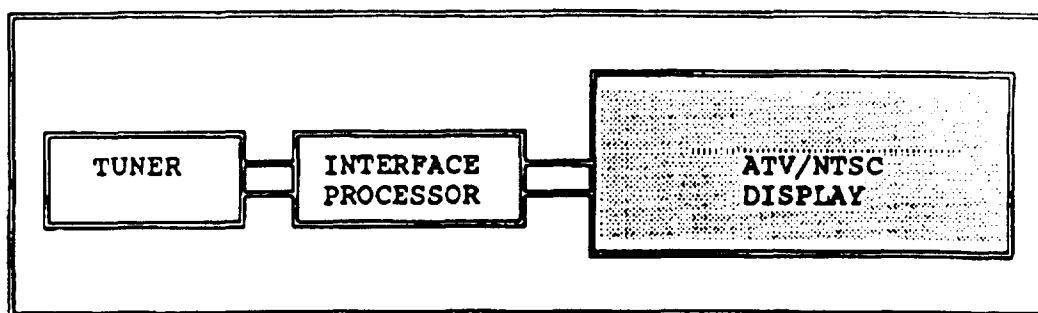 TUNER
INTERFACE
PROCESSOR
ATV/NTSC
DISPLAY